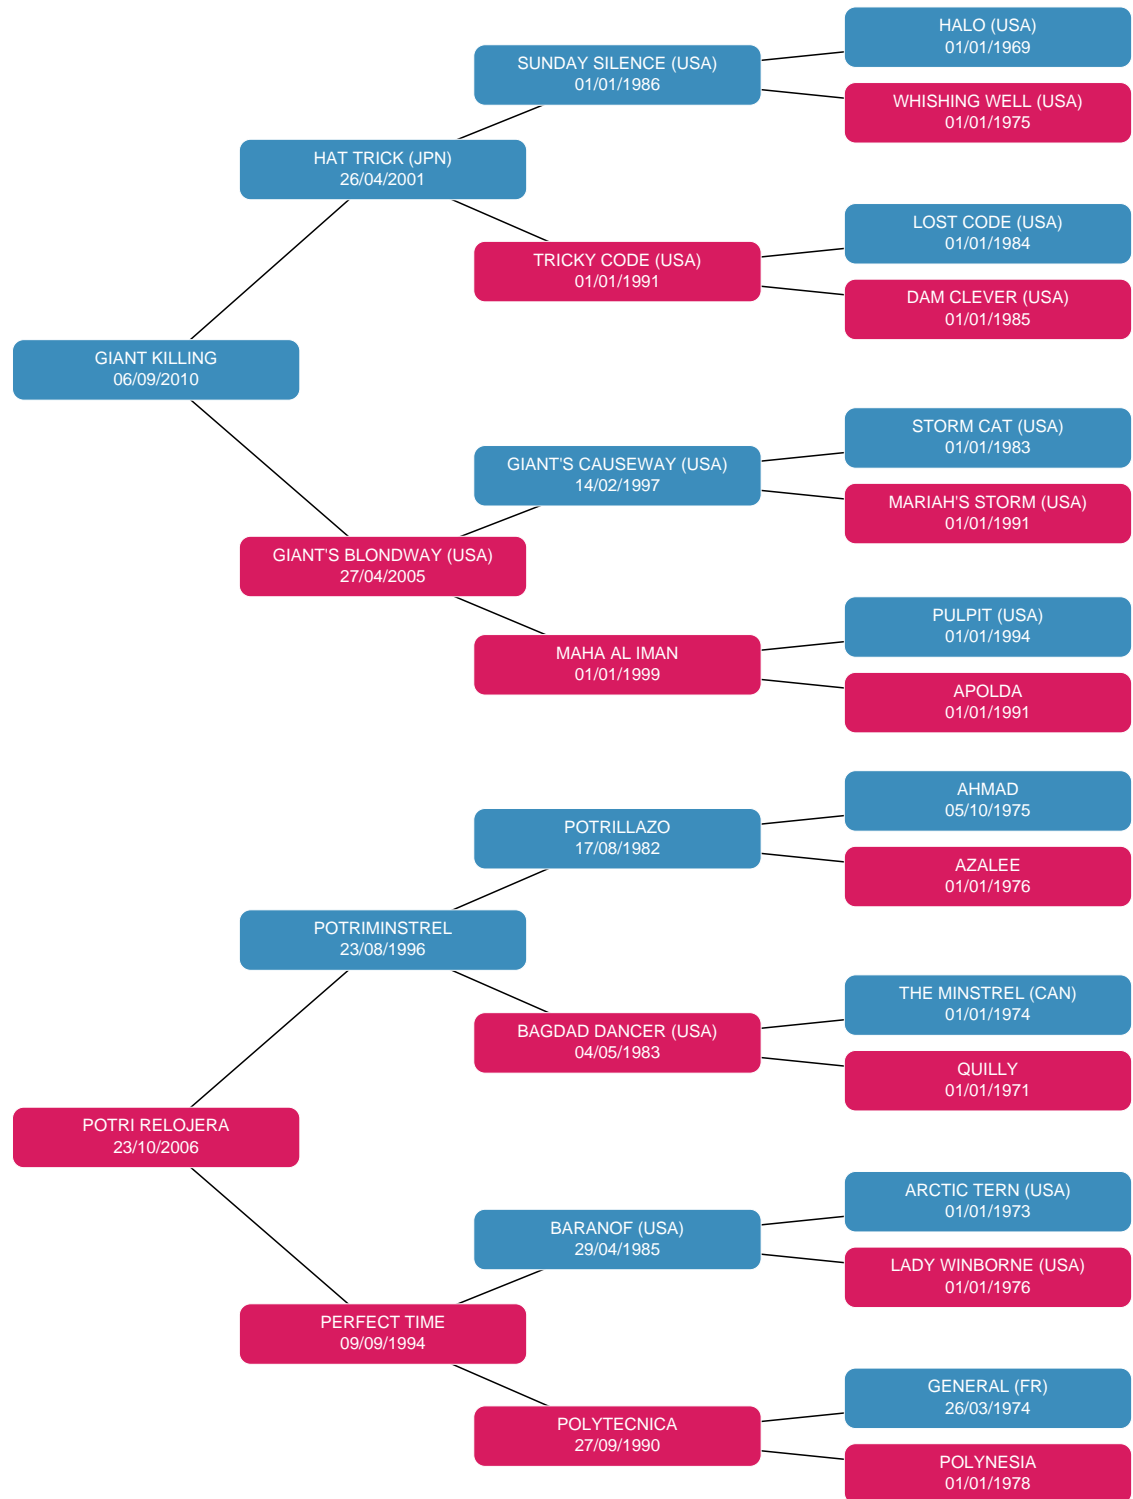 HALO (USA)
01/01/1969
SUNDAY SILENCE (USA)
01/01/1986
WHISHING WELL (USA)
01/01/1975
HAT TRICK (JPN)
26/04/2001
LOST CODE (USA)
01/01/1984
TRICKY CODE (USA)
01/01/1991
DAM CLEVER (USA)
01/01/1985
GIANT KILLING
06/09/2010
STORM CAT (USA)
01/01/1983
GIANT'S CAUSEWAY (USA)
14/02/1997
MARIAH'S STORM (USA)
01/01/1991
GIANT'S BLONDWAY (USA)
27/04/2005
PULPIT (USA)
01/01/1994
MAHA AL IMAN
01/01/1999
APOLDA
01/01/1991
AHMAD
05/10/1975
POTRILLAZO
17/08/1982
AZALEE
01/01/1976
POTRIMINSTREL
23/08/1996
THE MINSTREL (CAN)
01/01/1974
BAGDAD DANCER (USA)
04/05/1983
QUILLY
01/01/1971
POTRI RELOJERA
23/10/2006
ARCTIC TERN (USA)
01/01/1973
BARANOF (USA)
29/04/1985
LADY WINBORNE (USA)
01/01/1976
PERFECT TIME
09/09/1994
GENERAL (FR)
26/03/1974
POLYTECNICA
27/09/1990
POLYNESIA
01/01/1978